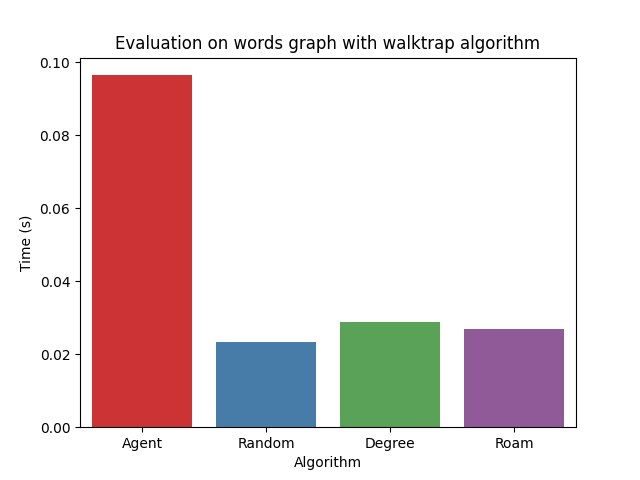 Evaluation on words graph with walktrap algorithm
0.10
0.08
0.06
0.04
0.02
0.00
Time (s)
Agent Random Degree Roam
Algorithm